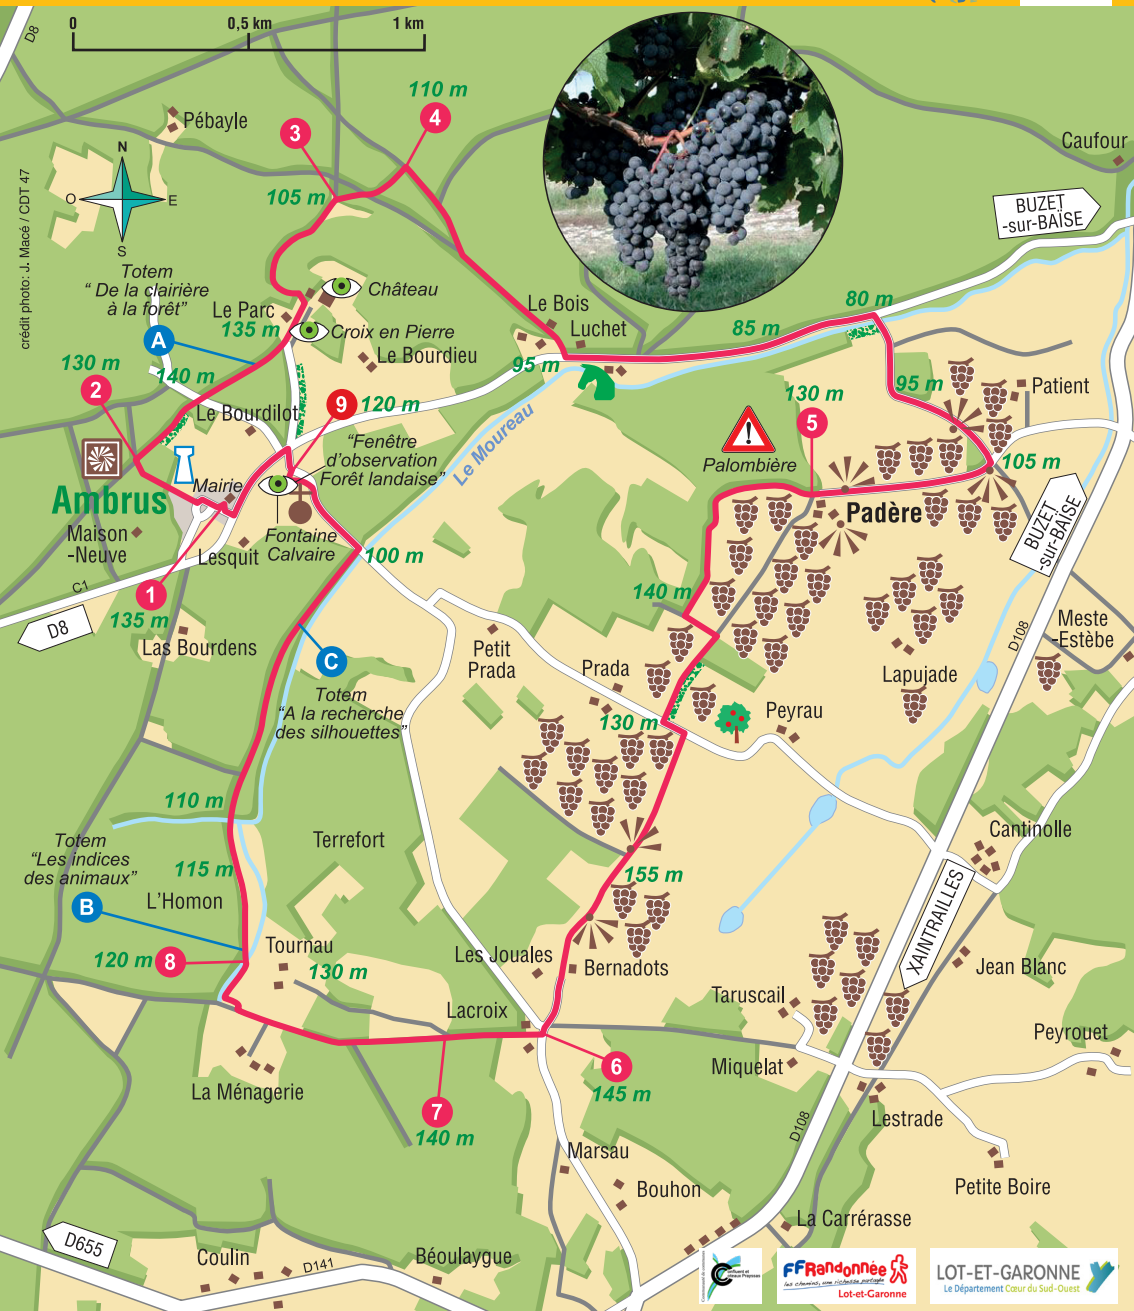 0
0,5 km
1 km
D8
110 m
4
3
Pébayle
Caufour
N
O
E
S
105 m
BUZET
-sur-BAÏSE
crédit photo: J. Macé / CDT 47
Totem
“ De la clairière
à la forêt”
Château
Le Parc
135 m
Croix en Pierre
Le Bois
Luchet
80 m
85 m
A
130 m
140 m
Le Bourdieu
95 m
2
9
120 m
Le Bourdilot
130 m
95 m
Patient
5
“Fenêtre
d’observation
Forêt landaise”
Le Moureau
Palombière
105 m
Ambrus
Mairie
Padère
BUZET
-sur-BAÏSE
Maison
-Neuve
Lesquit
Fontaine
Calvaire
100 m
C1
1
135 m
D8
140 m
Las Bourdens
Petit
Prada
Prada
Meste
-Estèbe
D108
Lapujade
C
Totem
“A la recherche
des silhouettes”
130 m
Peyrau
110 m
Terrefort
Cantinolle
Totem
“Les indices
des animaux”
115 m
155 m
B
L’Homon
XAINTRAILLES
120 m
8
Tournau
130 m
Les Jouales
Bernadots
Jean Blanc
Lacroix
Taruscail
Peyrouet
6
145 m
Miquelat
La Ménagerie
7
140 m
D108
Lestrade
Marsau
Bouhon
Petite Boire
La Carrérasse
D655
Coulin
D141
Béoulaygue
FFRandonnée
les chemins, une richesse partagée
Lot-et-Garonne
LOT-ET-GARONNE
Le Département Cœur du Sud-Ouest